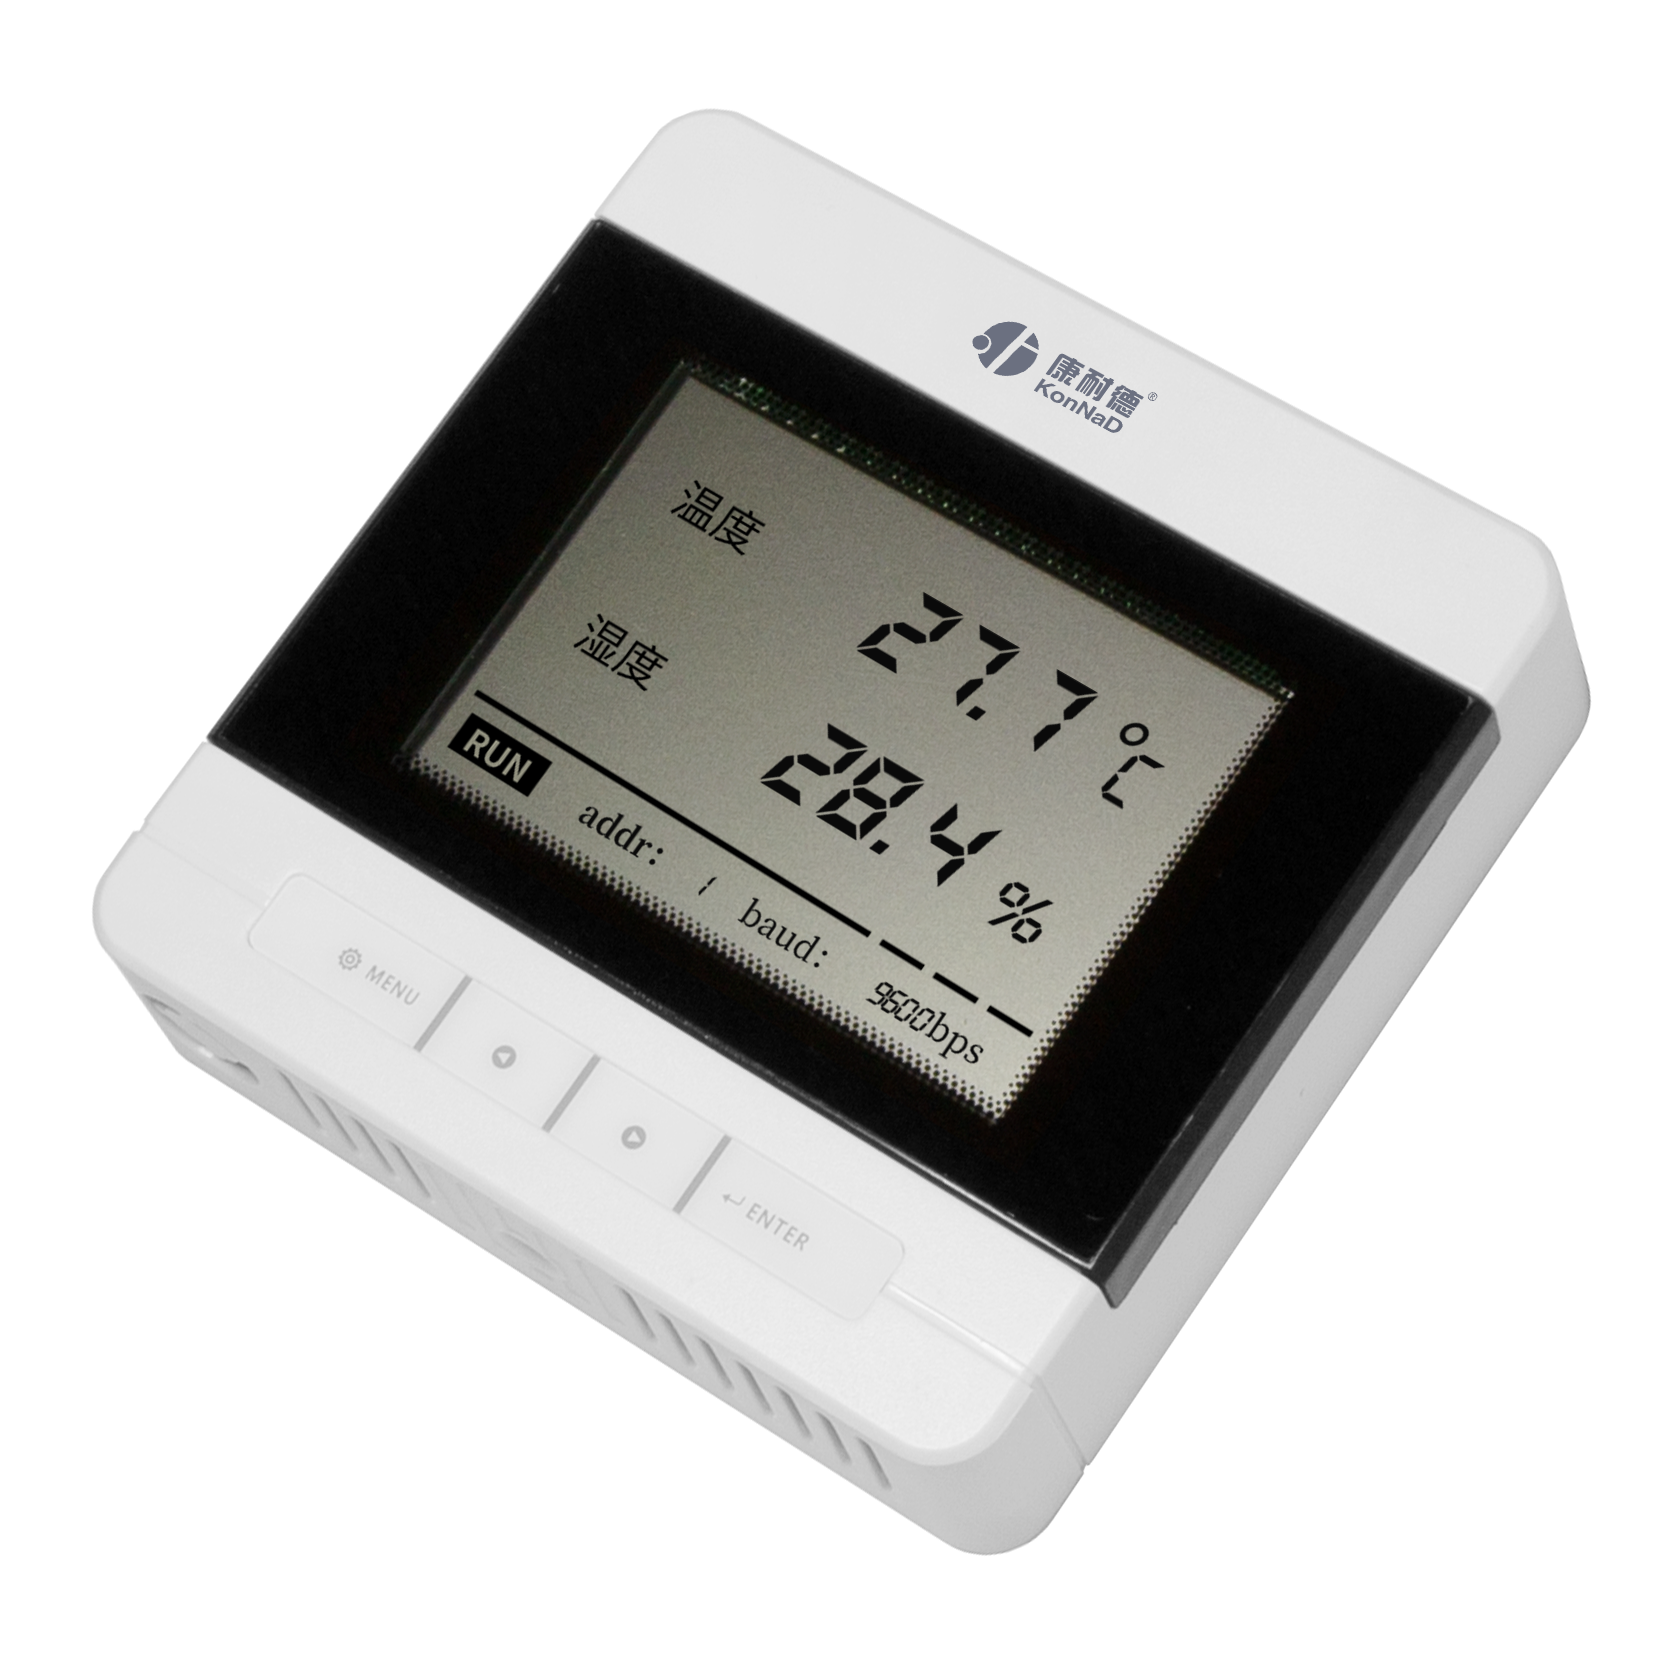 康耐德®
KonNaD
温度 27.7 ℃
湿度 28.4 %
RUN addr: 1 baud: 9600bps
MENU
ENTER